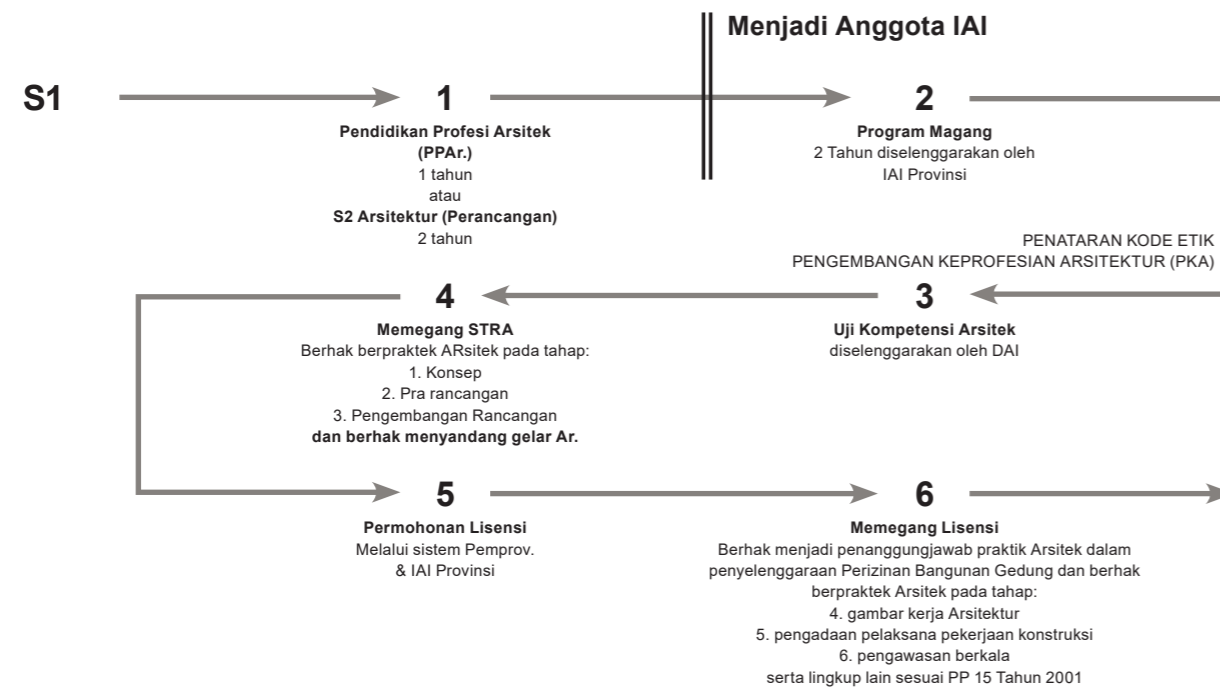 Menjadi Anggota IAI
S1
1
Pendidikan Profesi Arsitek
(PPAr.)
1 tahun
atau
S2 Arsitektur (Perancangan)
2 tahun
2
Program Magang
2 Tahun diselenggarakan oleh
IAI Provinsi
PENATARAN KODE ETIK
PENGEMBANGAN KEPROFESIAN ARSITEKTUR (PKA)
3
Uji Kompetensi Arsitek
diselenggarakan oleh DAI
4
Memegang STRA
Berhak berpraktek ARsitek pada tahap:
1. Konsep
2. Pra rancangan
3. Pengembangan Rancangan
dan berhak menyandang gelar Ar.
5
Permohonan Lisensi
Melalui sistem Pemprov.
& IAI Provinsi
6
Memegang Lisensi
Berhak menjadi penanggungjawab praktik Arsitek dalam
penyelenggaraan Perizinan Bangunan Gedung dan berhak
berpraktek Arsitek pada tahap:
4. gambar kerja Arsitektur
5. pengadaan pelaksana pekerjaan konstruksi
6. pengawasan berkala
serta lingkup lain sesuai PP 15 Tahun 2001